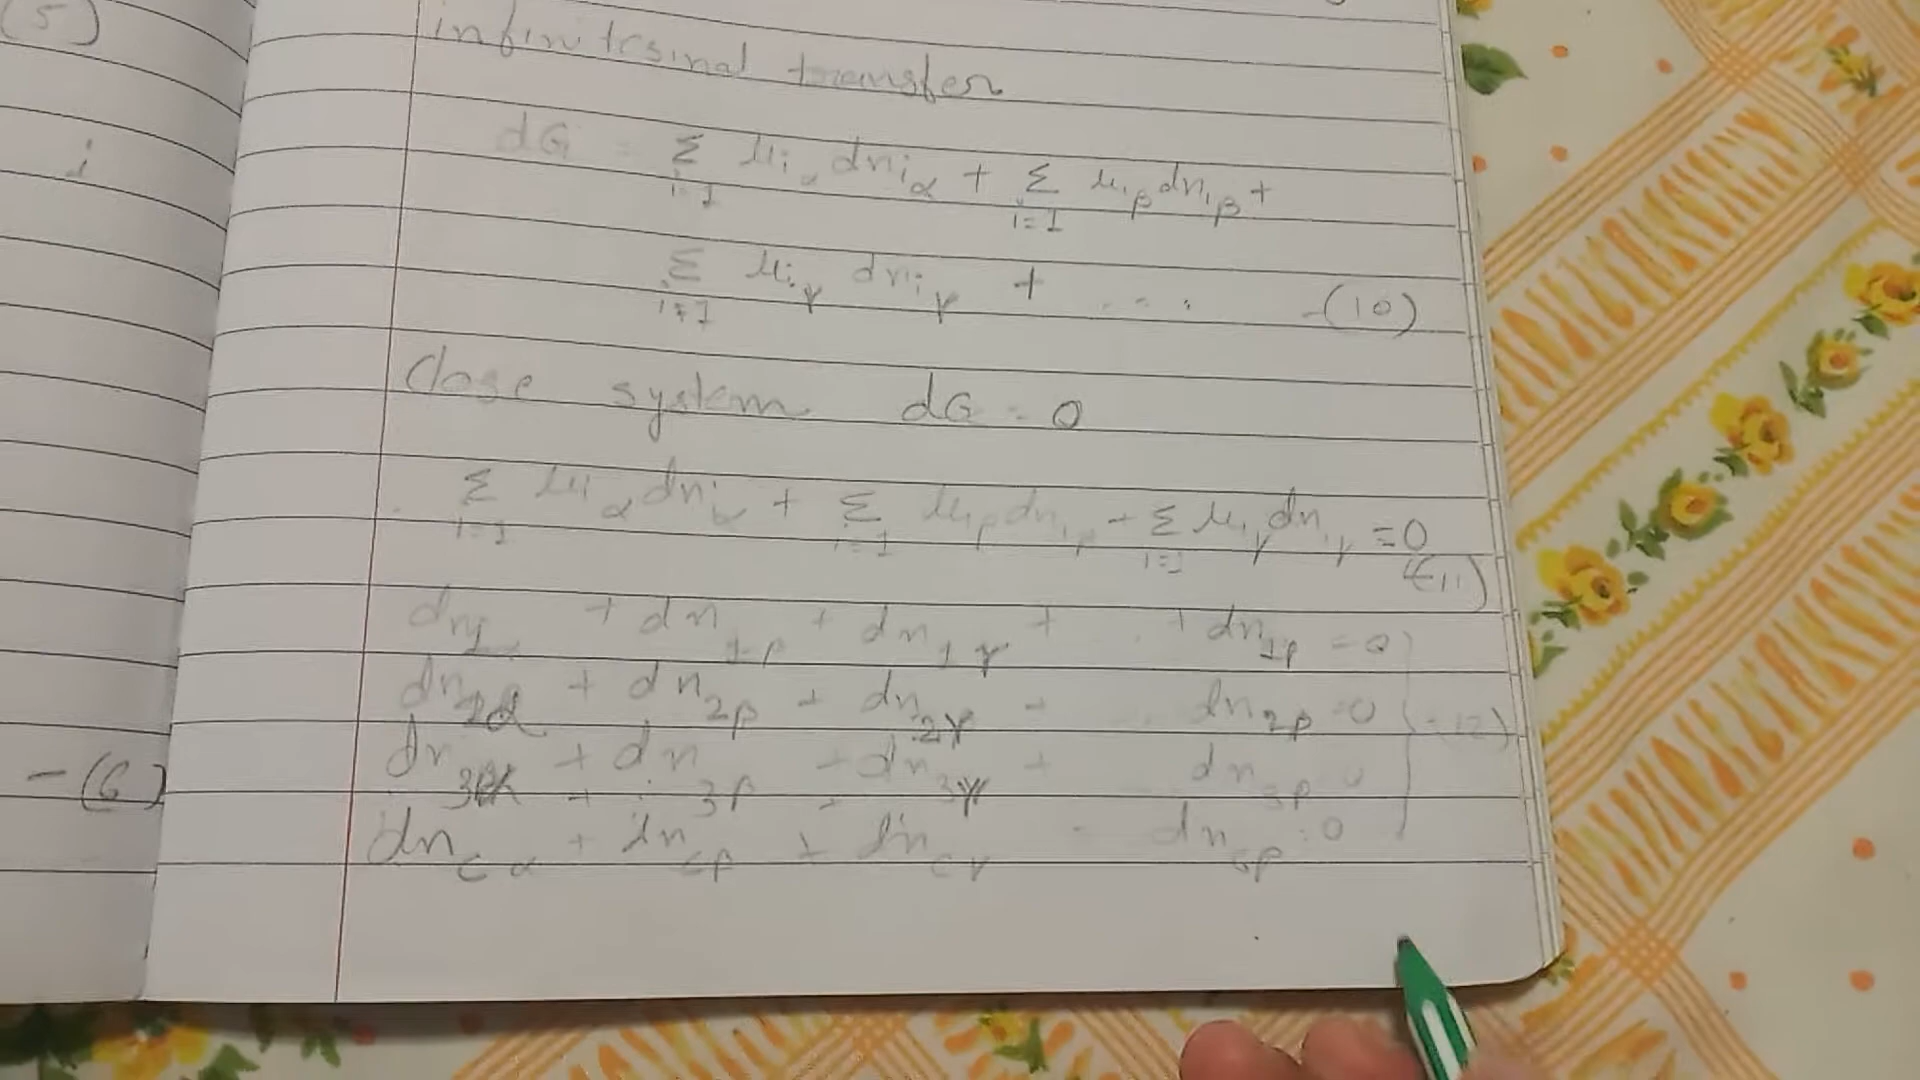 (5)
i
-(6)
infinitesinal transfer
dG = Σ i=1 μiα dniα + Σ i=1 μiβ dniβ +
Σ i=1 μiγ dniγ + .... -(10)
Close system dG = 0
Σ i=1 μiα dniα + Σ i=1 μiβ dniβ + Σ i=1 μiγ dniγ = 0
(11)
dn1 + dn1β + dn1γ + .. + dn1p = 0
dn2α + dn2β + dn2γ + .. dn2p = 0 -(12)
dn3α + dn3β + dn3γ + dn3p = 0
dncα + dncβ + dncγ - dncp = 0